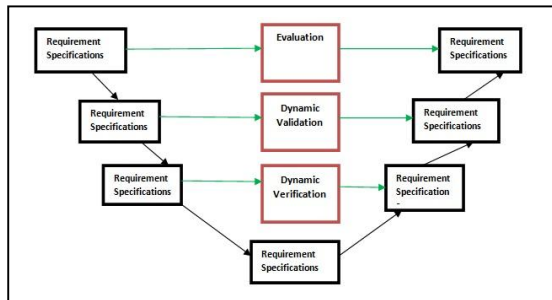 Requirement
Specifications
Evaluation
Requirement
Specifications
Requirement
Specifications
Dynamic
Validation
Requirement
Specifications
Requirement
Specifications
Dynamic
Verification
Requirement
Specification
-
Requirement
Specifications